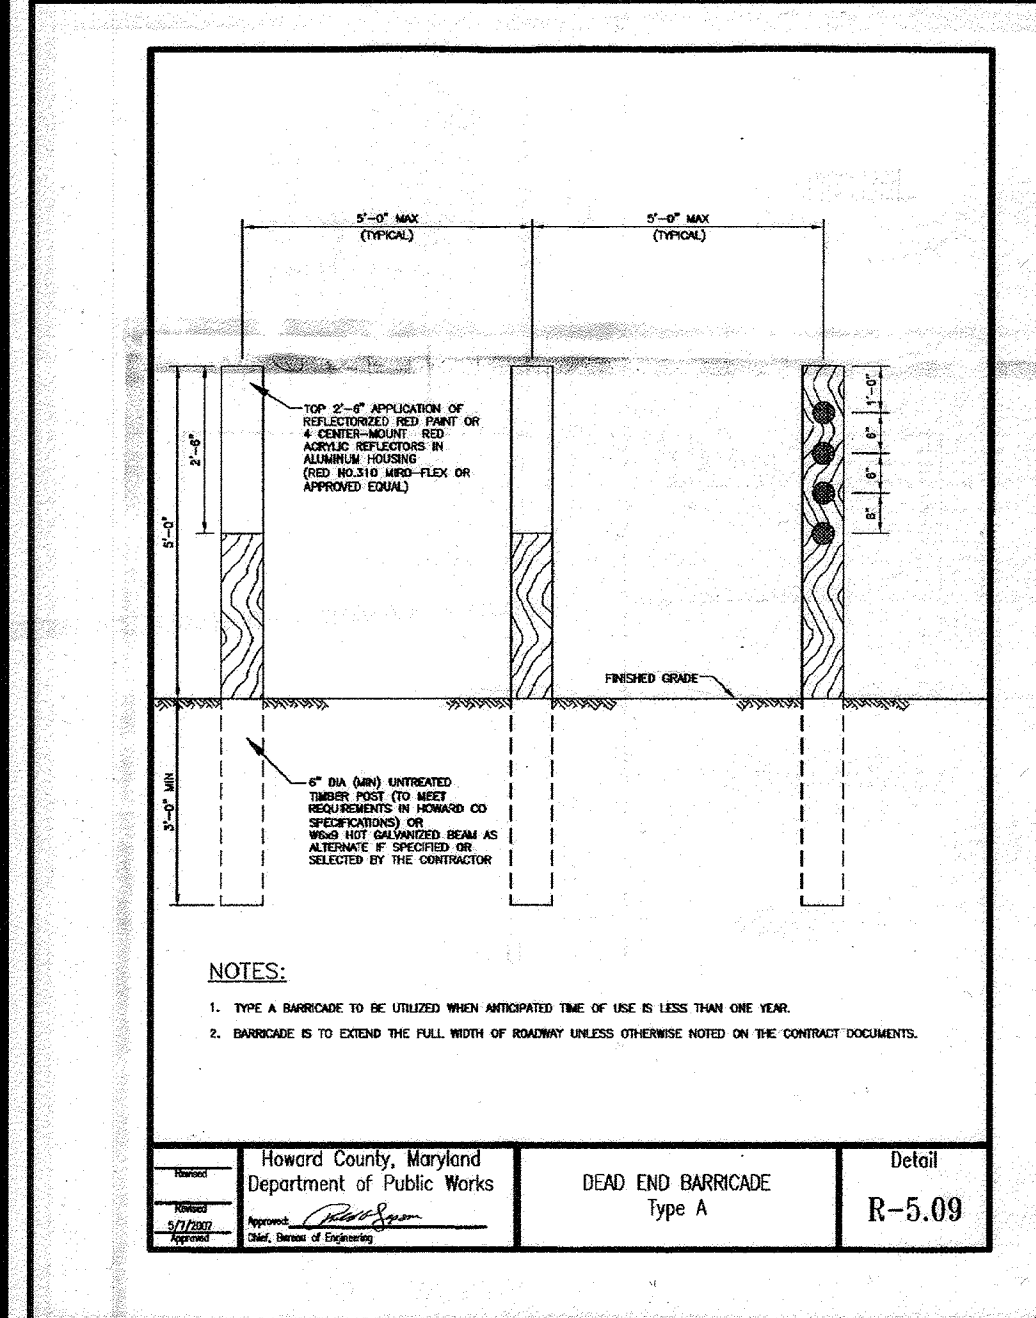 5'-0" MAX
(TYPICAL)
5'-0" MAX
(TYPICAL)
TOP 2'-6" APPLICATION OF
REFLECTORIZED RED PAINT OR
4 CENTER-MOUNT RED
ACRYLIC REFLECTORS IN
ALUMINUM HOUSING
(RED NO.310 MIRO-FLEX OR
APPROVED EQUAL)
2'-6"
5'-0"
1'-0"
6"
6"
6"
FINISHED GRADE
3'-0" MIN
6" DIA (MIN) UNTREATED
TIMBER POST (TO MEET
REQUIREMENTS IN HOWARD CO
SPECIFICATIONS) OR
W6x9 HOT GALVANIZED BEAM AS
ALTERNATE IF SPECIFIED OR
SELECTED BY THE CONTRACTOR
NOTES:
1. TYPE A BARRICADE TO BE UTILIZED WHEN ANTICIPATED TIME OF USE IS LESS THAN ONE YEAR.
2. BARRICADE IS TO EXTEND THE FULL WIDTH OF ROADWAY UNLESS OTHERWISE NOTED ON THE CONTRACT DOCUMENTS.
Revised
Revised
5/7/2007
Approved
Howard County, Maryland
Department of Public Works
Approved:
Chief, Bureau of Engineering
DEAD END BARRICADE
Type A
Detail
R-5.09